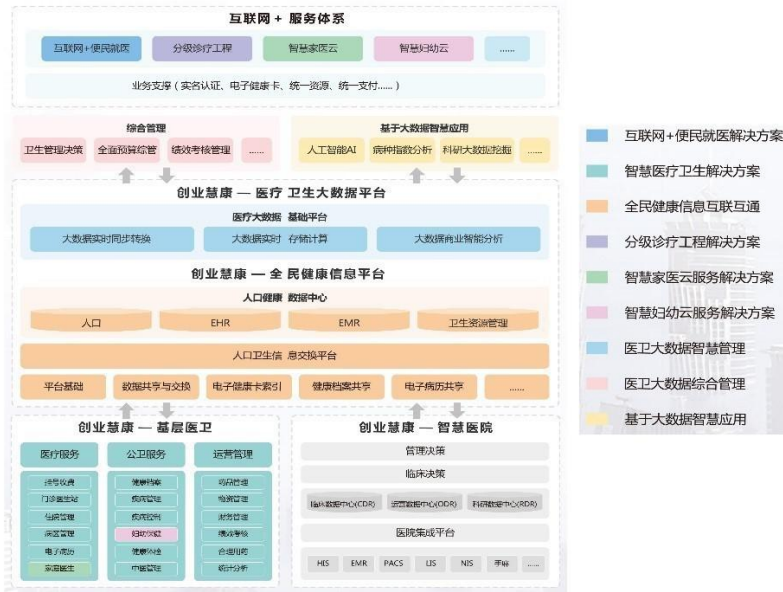 互联网+ 服务体系
互联网+便民就医
分级诊疗工程
智慧家医云
智慧妇幼云
......
业务支撑（实名认证、电子健康卡、统一资源、统一支付......）
综合管理
卫生管理决策
全面预算综管
绩效考核管理
......
基于大数据智慧应用
人工智能AI
病种指数分析
科研大数据挖掘
......
创业慧康—医疗 卫生大数据平台
医疗大数据 基础平台
大数据实时同步转换
大数据实时 存储计算
大数据商业智能分析
创业慧康—全 民健康信息平台
人口健康 数据中心
人口
EHR
EMR
卫生资源管理
人口卫生信 息交换平台
平台基础
数据共享与交换
电子健康卡索引
健康档案共享
电子病历共享
......
创业慧康—基层医卫
医疗服务
挂号收费
门诊医生站
住院管理
病区管理
电子病历
家庭医生
公卫服务
健康档案
疾病管理
疾病控制
妇幼保健
健康体检
中医管理
运营管理
药品管理
物资管理
财务管理
绩效考核
合理用药
统计分析
创业慧康—智慧医院
管理决策
临床决策
临床数据中心(CDR)
运营数据中心(ODR)
科研数据中心(RDR)
医院集成平台
HIS
EMR
PACS
LIS
NIS
手麻
......
互联网+便民就医解决方案
智慧医疗卫生解决方案
全民健康信息互联互通
分级诊疗工程解决方案
智慧家医云服务解决方案
智慧妇幼云服务解决方案
医卫大数据智慧管理
医卫大数据综合管理
基于大数据智慧应用